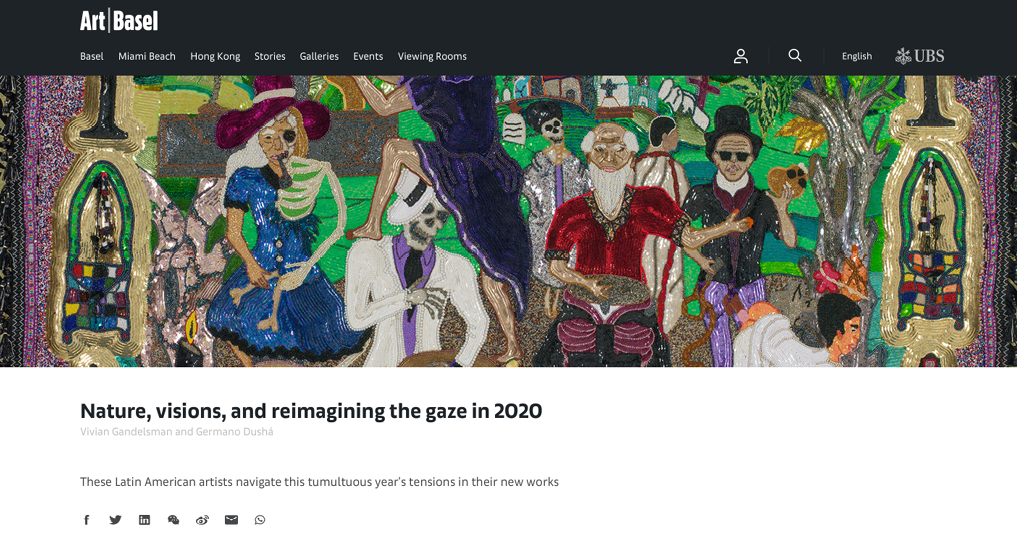 Art Basel
Basel Miami Beach Hong Kong Stories Galleries Events Viewing Rooms English UBS
Nature, visions, and reimagining the gaze in 2020
Vivian Gandelsman and Germano Dushá
These Latin American artists navigate this tumultuous year's tensions in their new works